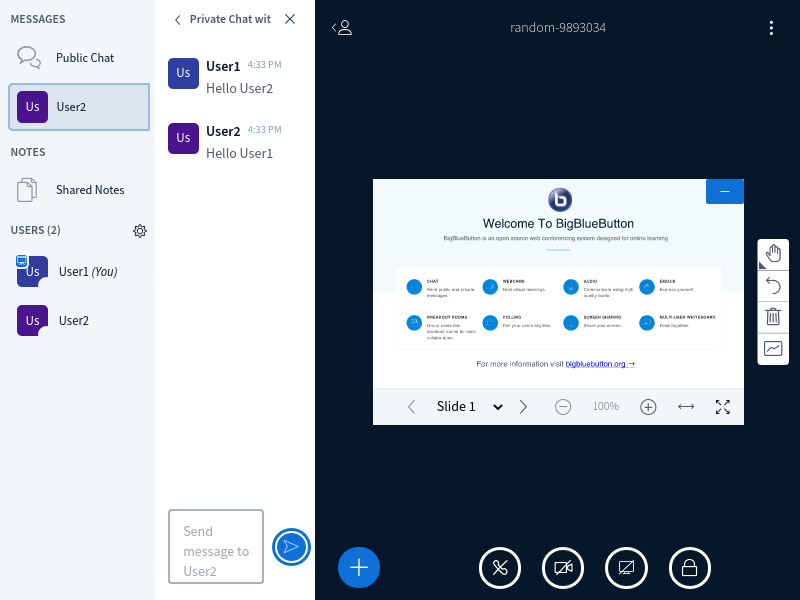 MESSAGES
Public Chat
Us
User2
NOTES
Shared Notes
USERS (2)
Us
User1 (You)
Us
User2
Private Chat wit
Us
User1 4:33 PM
Hello User2
Us
User2 4:33 PM
Hello User1
Send
message to
User2
random-9893034
b
Welcome To BigBlueButton
BigBlueButton is an open source web conferencing system designed for online learning
CHAT
Send public and private
messages.
WEBCAMS
Hold visual meetings.
AUDIO
Communicate using high
quality audio.
EMOJIS
Express yourself.
BREAKOUT ROOMS
Group users into
breakout rooms for team
collaboration.
POLLING
Poll your users anytime.
SCREEN SHARING
Share your screen.
MULTI-USER WHITEBOARD
Draw together.
For more information visit bigbluebutton.org →
Slide 1
100%